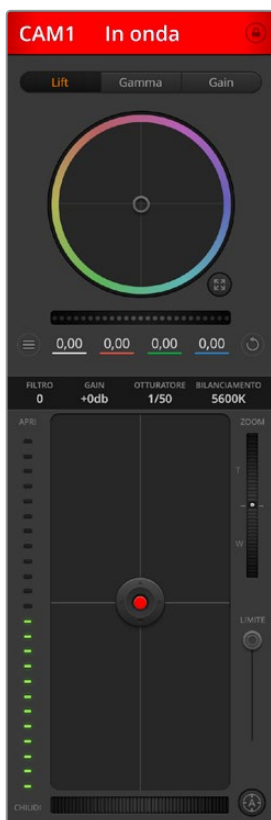 CAM1 In onda
Lift Gamma Gain
0,00 0,00 0,00 0,00
FILTRO GAIN OTTURATORE BILANCIAMENTO
0 +0db 1/50 5600K
APRI ZOOM
T
W
LIMITE
CHIUDI A